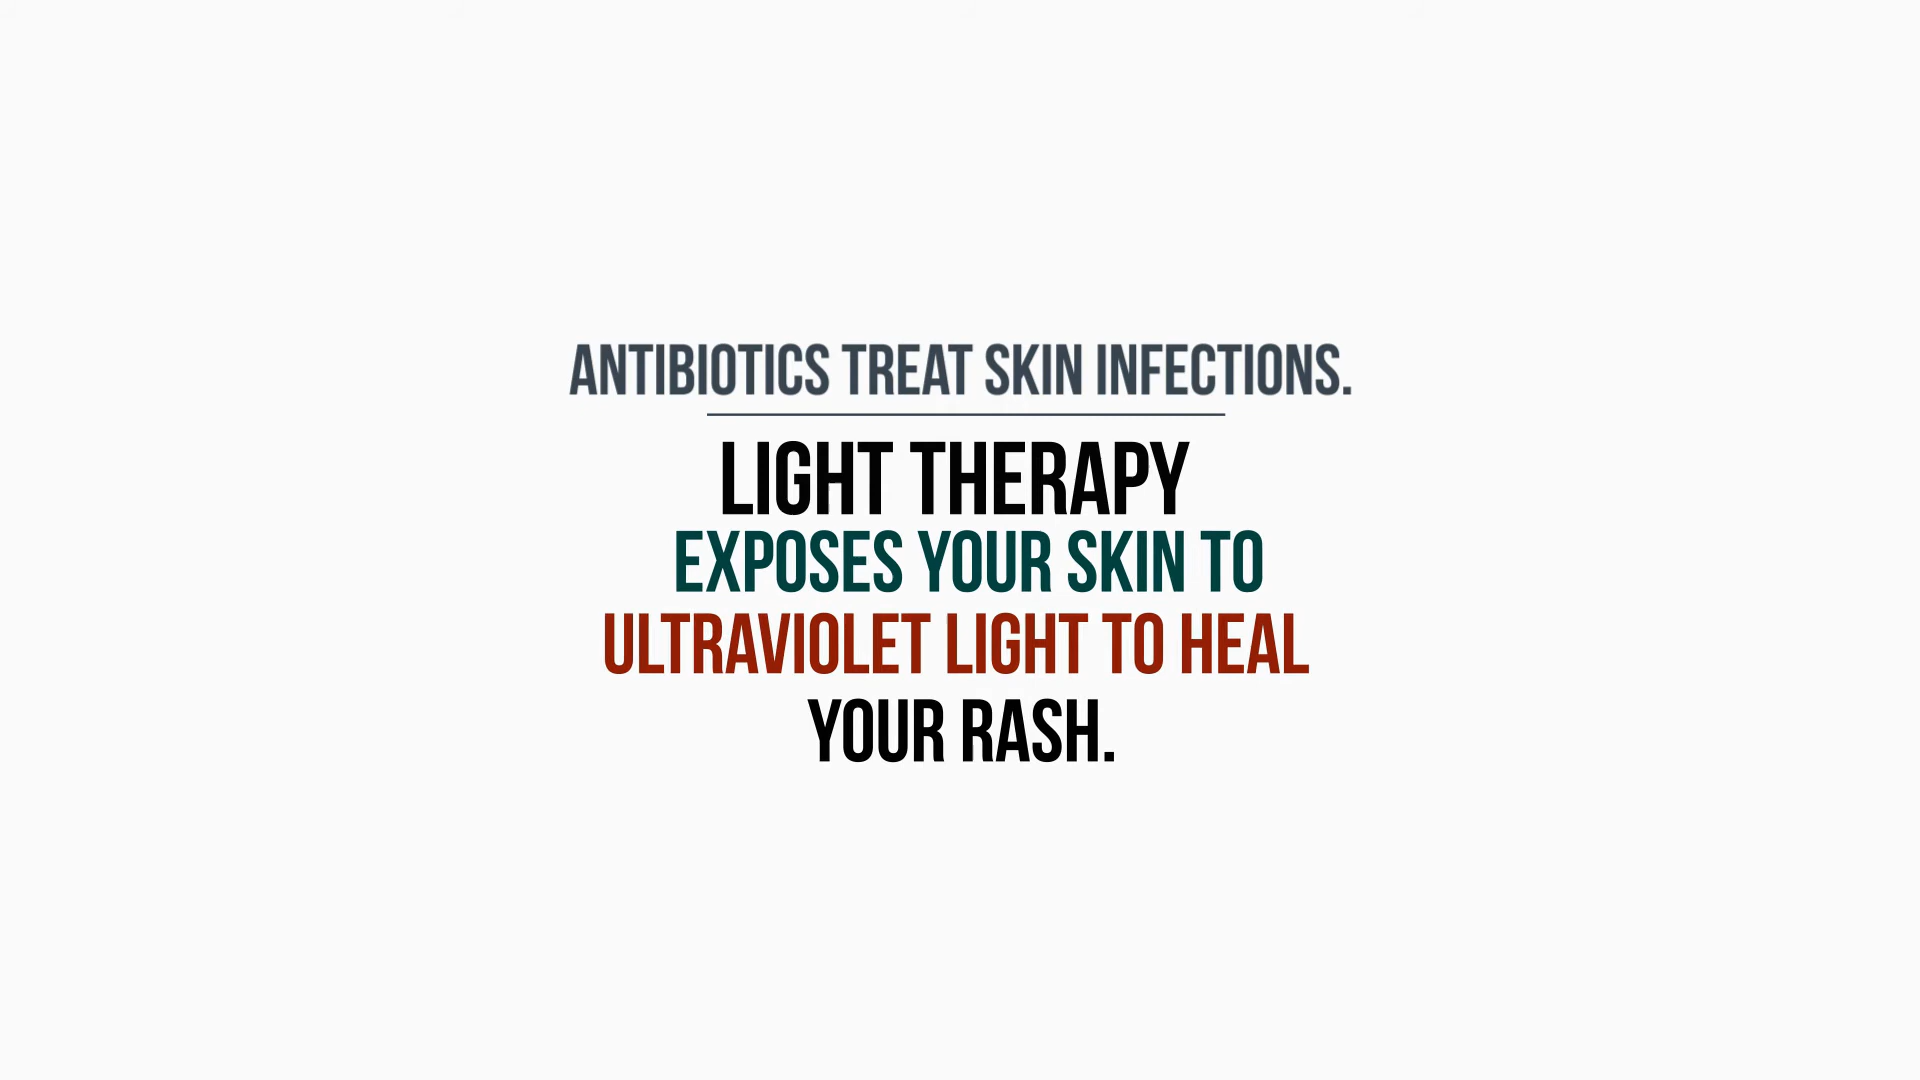 ANTIBIOTICS TREAT SKIN INFECTIONS.
LIGHT THERAPY
EXPOSES YOUR SKIN TO
ULTRAVIOLET LIGHT TO HEAL
YOUR RASH.